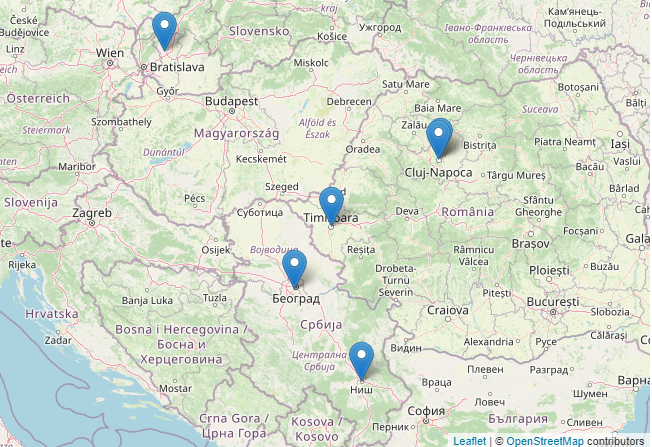 České
Budějovice
Linz
Wien
Bratislava
Győr
Österreich
Steiermark
Szombathely
Maribor
Slovenija
Zagreb
Rijeka
Hrvatska
Zadar
Slovensko
Košice
Miskolc
Ужгород
Івано-Франківська
область
Кам'янець-
Подільський
Чернівецька
область
Budapest
Debrecen
Alföld és
Észak
Magyarország
Dunántúl
Kecskemét
Szeged
Pécs
Суботица
Војводина
Osijek
Banja Luka
Tuzla
Bosna i Hercegovina /
Босна и
Херцеговина
Satu Mare
Baia Mare
Zalău
Oradea
Bistrița
Cluj-Napoca
Târgu Mureș
Suceava
Botoșani
Bălți
Iași
Piatra Neamț
Vaslui
Bacău
Bârlad
România
Deva
Reșița
Sfântu
Gheorghe
Focșani
Brașov
Râmnicu
Vâlcea
Drobeta-
Turnu
Severin
Ploiești
Buzău
Pitești
București
Slobozia
Craiova
Călărași
Alexandria
Београд
Србија
Централна
Србија
Ниш
Видин
Русе
Плевен
Разград
Варна
Враца
Ловеч
Шумен
Сливен
Перник
София
България
Crna Gora /
Црна Гора
Kosova /
Kosovo
Leaflet | © OpenStreetMap contributors